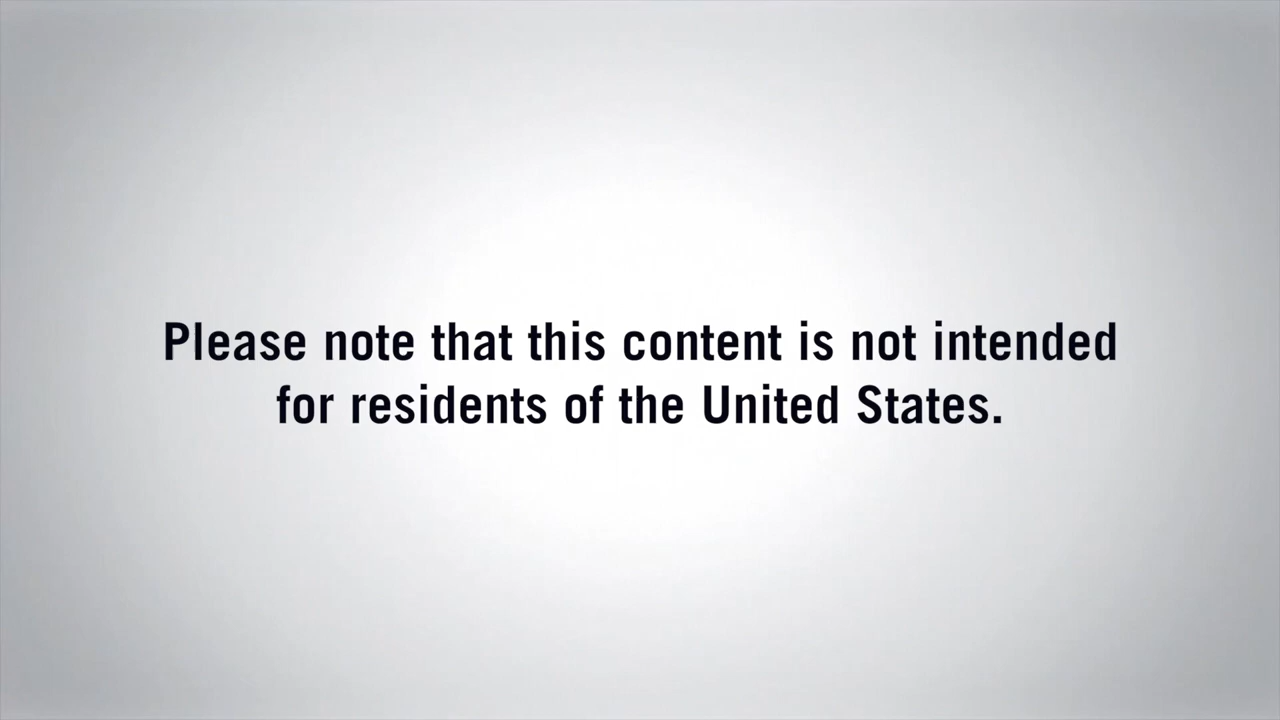 Please note that this content is not intended
for residents of the United States.